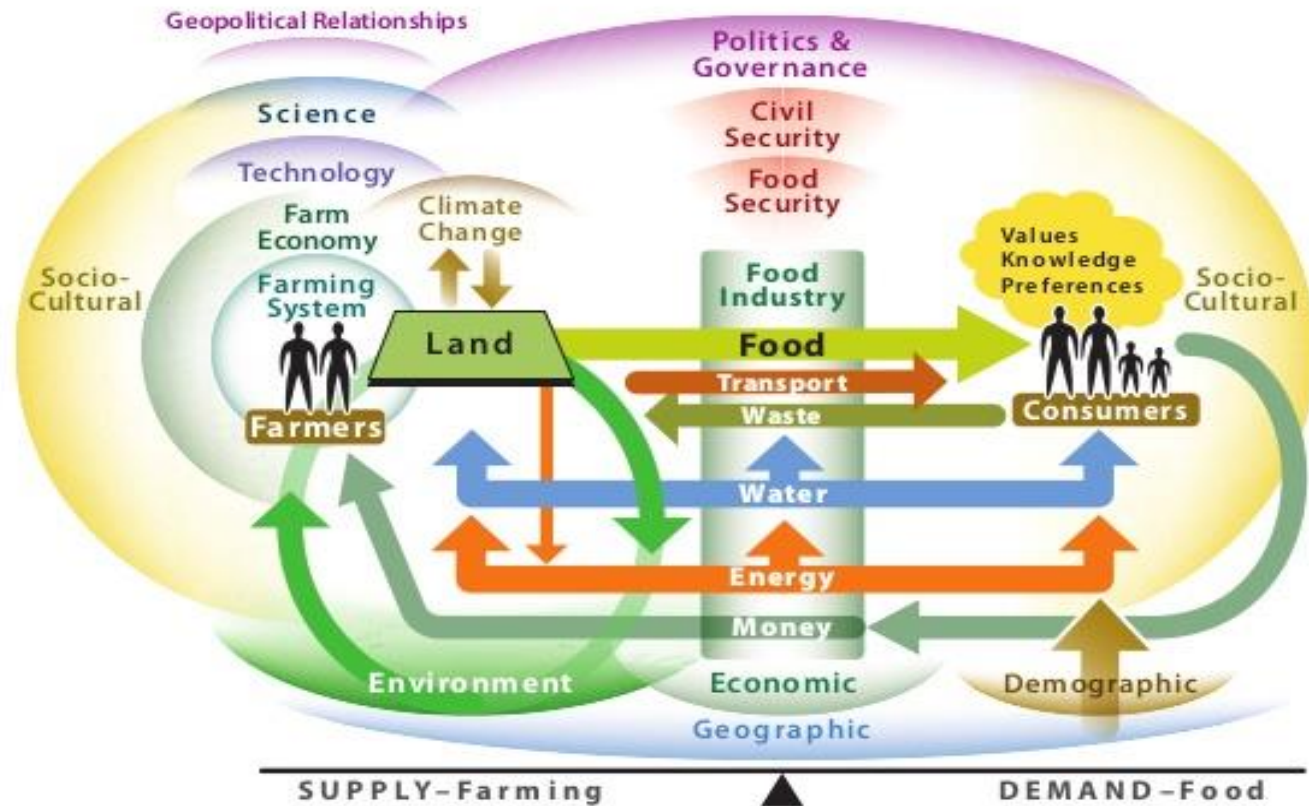 Geopolitical Relationships
Politics &
Governance
Science
Civil
Security
Technology
Food
Security
Farm
Economy
Climate
Change
Values
Knowledge
Preferences
Socio-
Cultural
Farming
System
Food
Industry
Socio-
Cultural
Land
Food
Transport
Waste
Farmers
Consumers
Water
Energy
Money
Environment
Economic
Demographic
Geographic
SUPPLY–Farming
DEMAND–Food